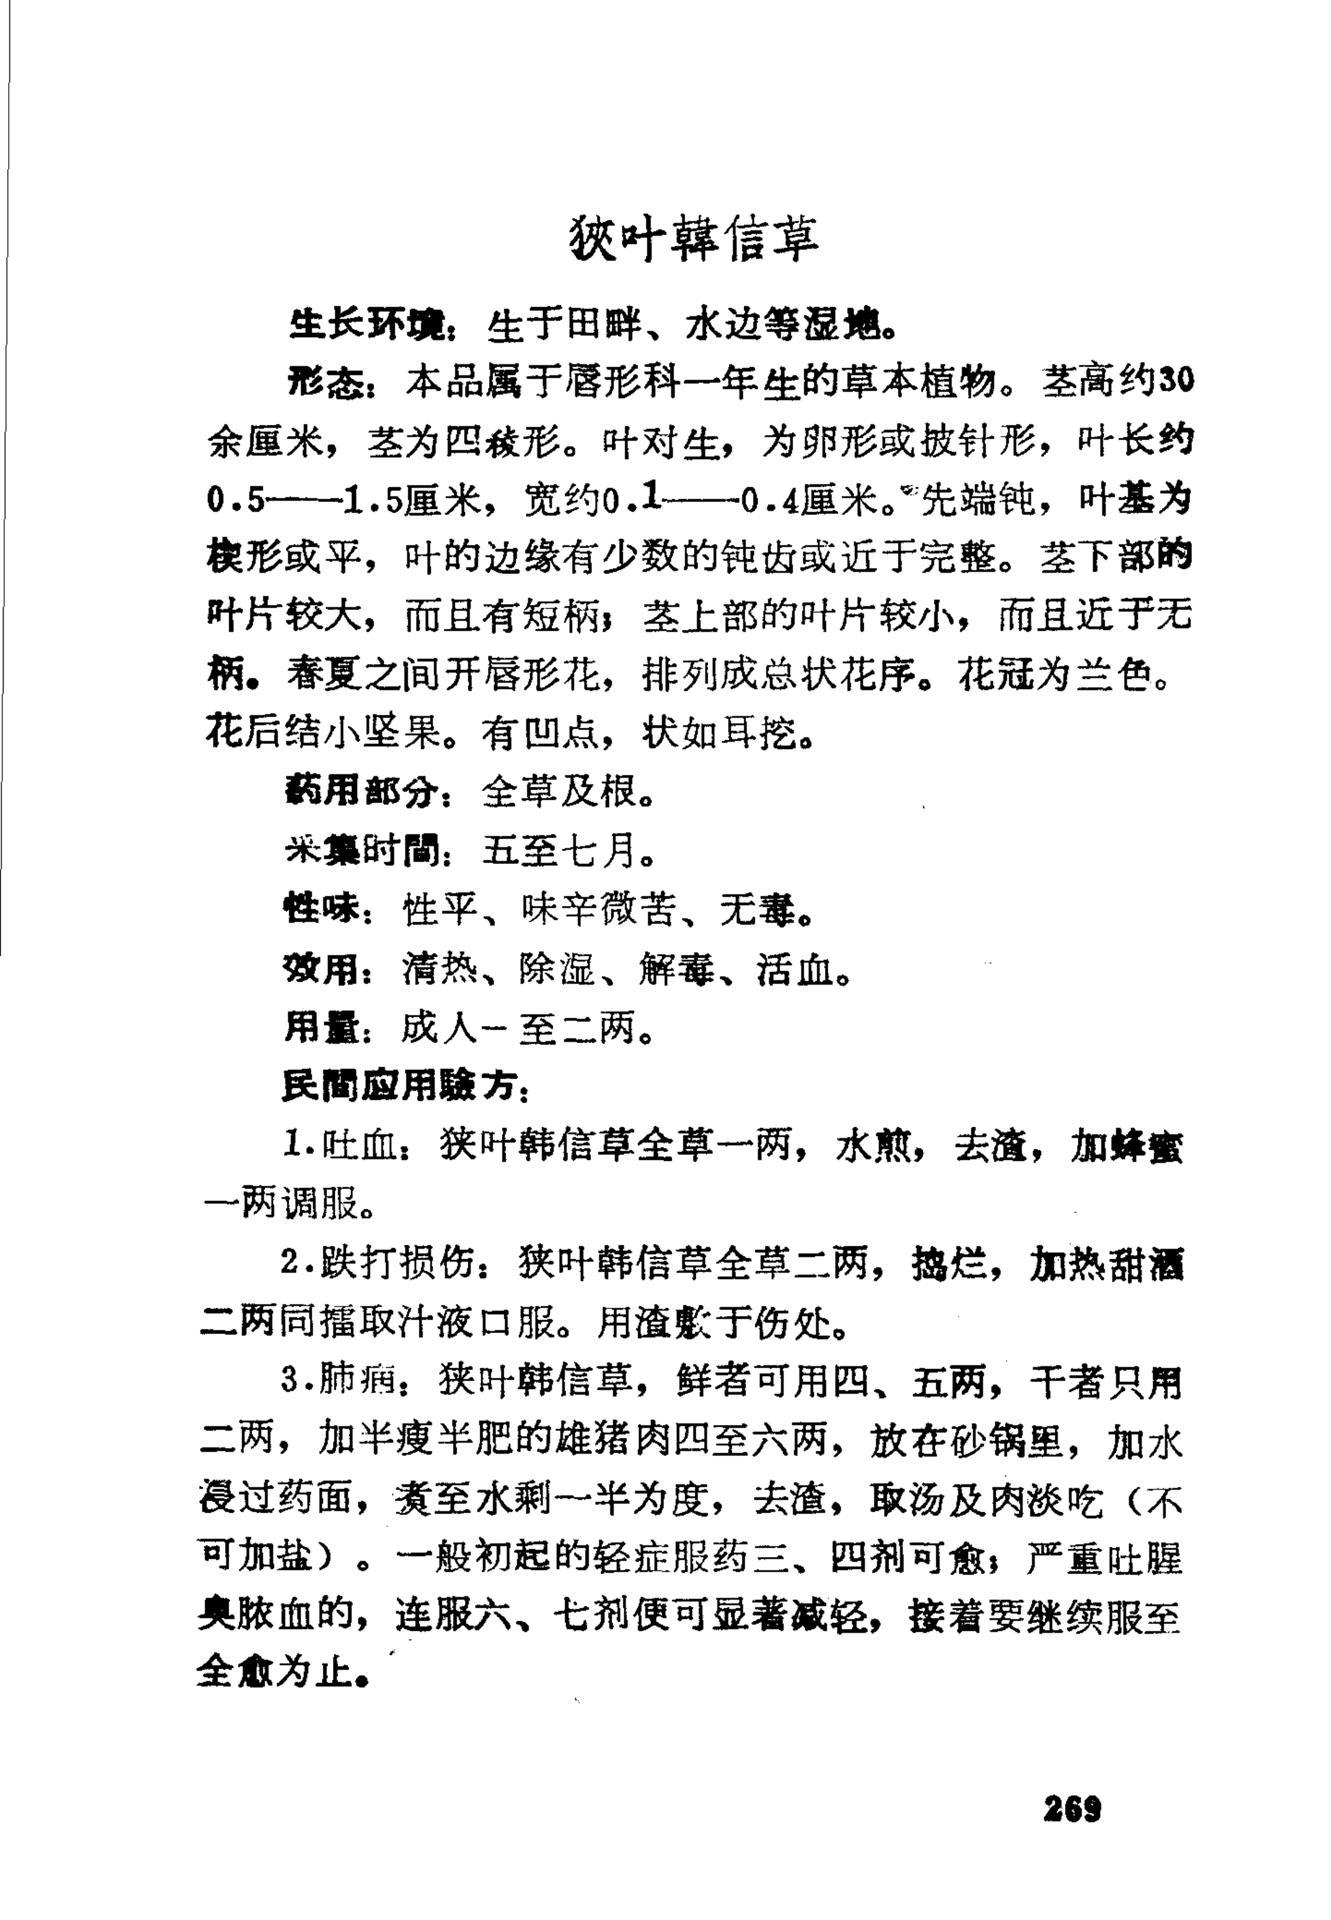 狹叶韓信草
生长环境：生于田畔、水边等湿地。
形态：本品属于唇形科一年生的草本植物。茎高约30
余厘米，茎为四棱形。叶对生，为卵形或披针形，叶长约
0.5——1.5厘米，宽约0.1——0.4厘米。先端钝，叶基为
楔形或平，叶的边缘有少数的钝齿或近于完整。茎下部的
叶片较大，而且有短柄；茎上部的叶片较小，而且近于无
柄。春夏之间开唇形花，排列成总状花序。花冠为兰色。
花后结小坚果。有凹点，状如耳挖。
药用部分：全草及根。
采集时間：五至七月。
性味：性平、味辛微苦、无毒。
效用：清热、除湿、解毒、活血。
用量：成人一至二两。
民間应用驗方：
1.吐血：狭叶韩信草全草一两，水煎，去渣，加蜂蜜
一两调服。
2.跌打损伤：狭叶韩信草全草二两，捣烂，加热甜酒
二两同擂取汁液口服。用渣敷于伤处。
3.肺痈：狭叶韩信草，鲜者可用四、五两，干者只用
二两，加半瘦半肥的雄猪肉四至六两，放在砂锅里，加水
浸过药面，煮至水剩一半为度，去渣，取汤及肉淡吃（不
可加盐）。一般初起的轻症服药三、四剂可愈；严重吐腥
臭脓血的，连服六、七剂便可显著减轻，接着要继续服至
全愈为止。
269